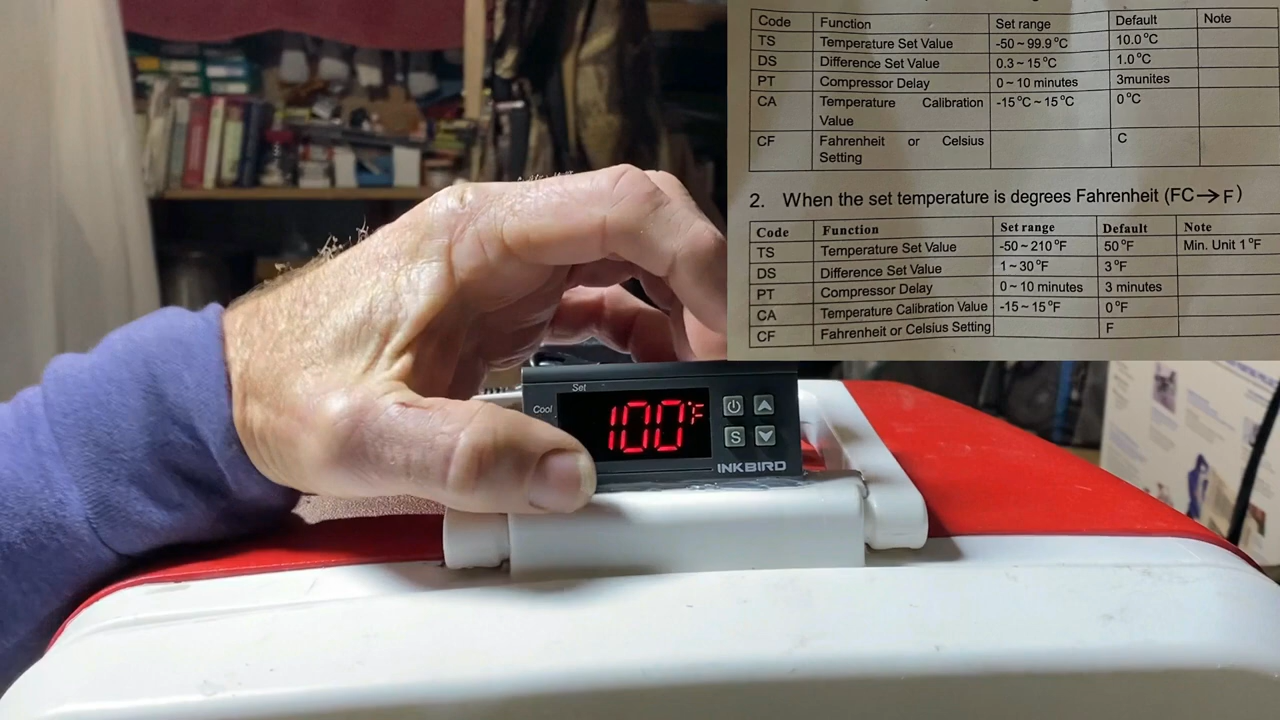 Code Function Set range Default Note
TS Temperature Set Value -50~99.9°C 10.0°C
DS Difference Set Value 0.3~15°C 1.0°C
PT Compressor Delay 0~10 minutes 3munites
CA Temperature Calibration -15°C~15°C 0°C
Value
CF Fahrenheit or Celsius C
Setting
2. When the set temperature is degrees Fahrenheit (FC→F)
Code Function Set range Default Note
TS Temperature Set Value -50~210°F 50°F Min. Unit 1°F
DS Difference Set Value 1~30°F 3°F
PT Compressor Delay 0~10 minutes 3 minutes
CA Temperature Calibration Value -15~15°F 0°F
CF Fahrenheit or Celsius Setting F
Set
Cool
100°F
S
INKBIRD